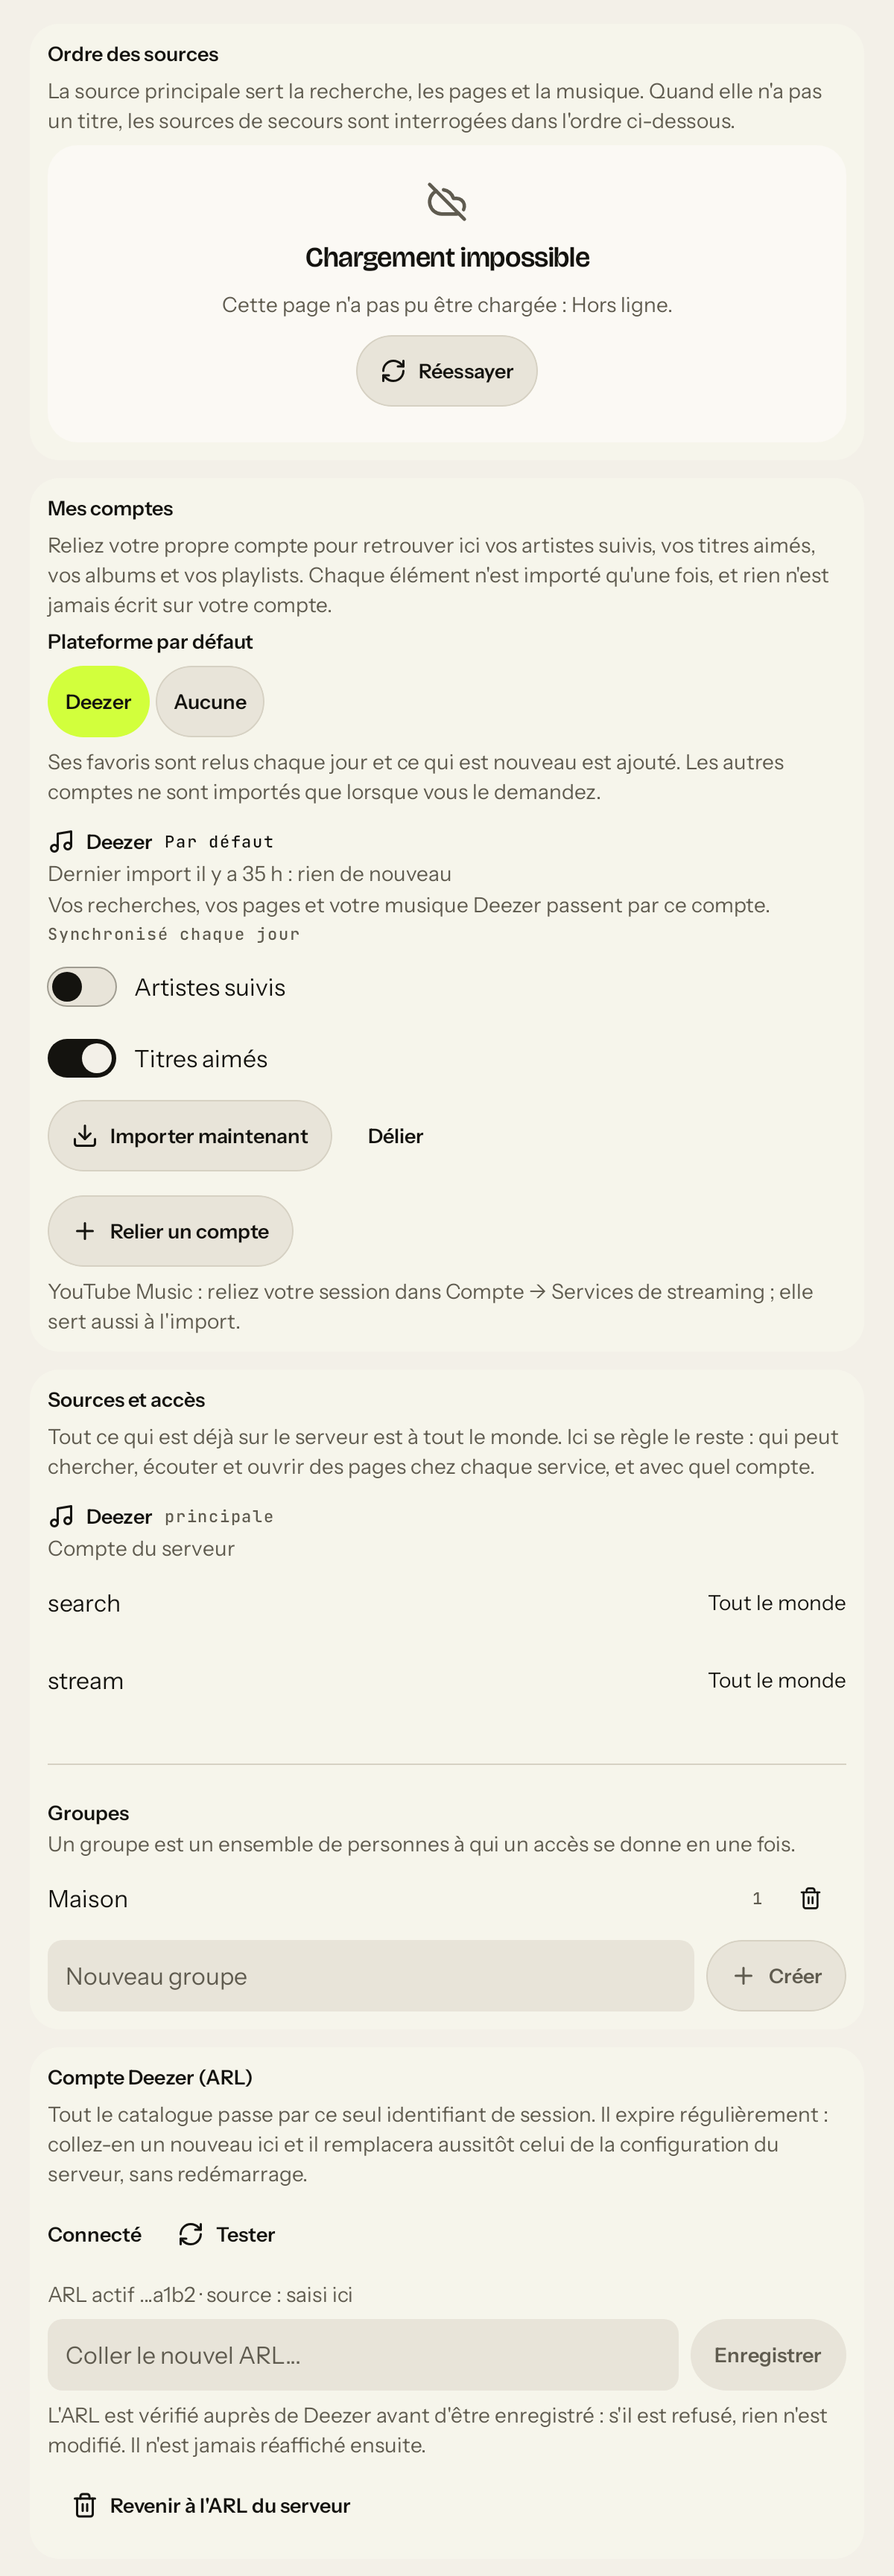 Ordre des sources
La source principale sert la recherche, les pages et la musique. Quand elle n'a pas
un titre, les sources de secours sont interrogées dans l'ordre ci-dessous.
Chargement impossible
Cette page n'a pas pu être chargée : Hors ligne.
Réessayer
Mes comptes
Reliez votre propre compte pour retrouver ici vos artistes suivis, vos titres aimés,
vos albums et vos playlists. Chaque élément n'est importé qu'une fois, et rien n'est
jamais écrit sur votre compte.
Plateforme par défaut
Deezer Aucune
Ses favoris sont relus chaque jour et ce qui est nouveau est ajouté. Les autres
comptes ne sont importés que lorsque vous le demandez.
Deezer Par défaut
Dernier import il y a 35 h : rien de nouveau
Vos recherches, vos pages et votre musique Deezer passent par ce compte.
Synchronisé chaque jour
Artistes suivis
Titres aimés
Importer maintenant Délier
Relier un compte
YouTube Music : reliez votre session dans Compte → Services de streaming ; elle
sert aussi à l'import.
Sources et accès
Tout ce qui est déjà sur le serveur est à tout le monde. Ici se règle le reste : qui peut
chercher, écouter et ouvrir des pages chez chaque service, et avec quel compte.
Deezer principale
Compte du serveur
search Tout le monde
stream Tout le monde
Groupes
Un groupe est un ensemble de personnes à qui un accès se donne en une fois.
Maison 1
Nouveau groupe Créer
Compte Deezer (ARL)
Tout le catalogue passe par ce seul identifiant de session. Il expire régulièrement :
collez-en un nouveau ici et il remplacera aussitôt celui de la configuration du
serveur, sans redémarrage.
Connecté Tester
ARL actif …a1b2 · source : saisi ici
Coller le nouvel ARL… Enregistrer
L'ARL est vérifié auprès de Deezer avant d'être enregistré : s'il est refusé, rien n'est
modifié. Il n'est jamais réaffiché ensuite.
Revenir à l'ARL du serveur